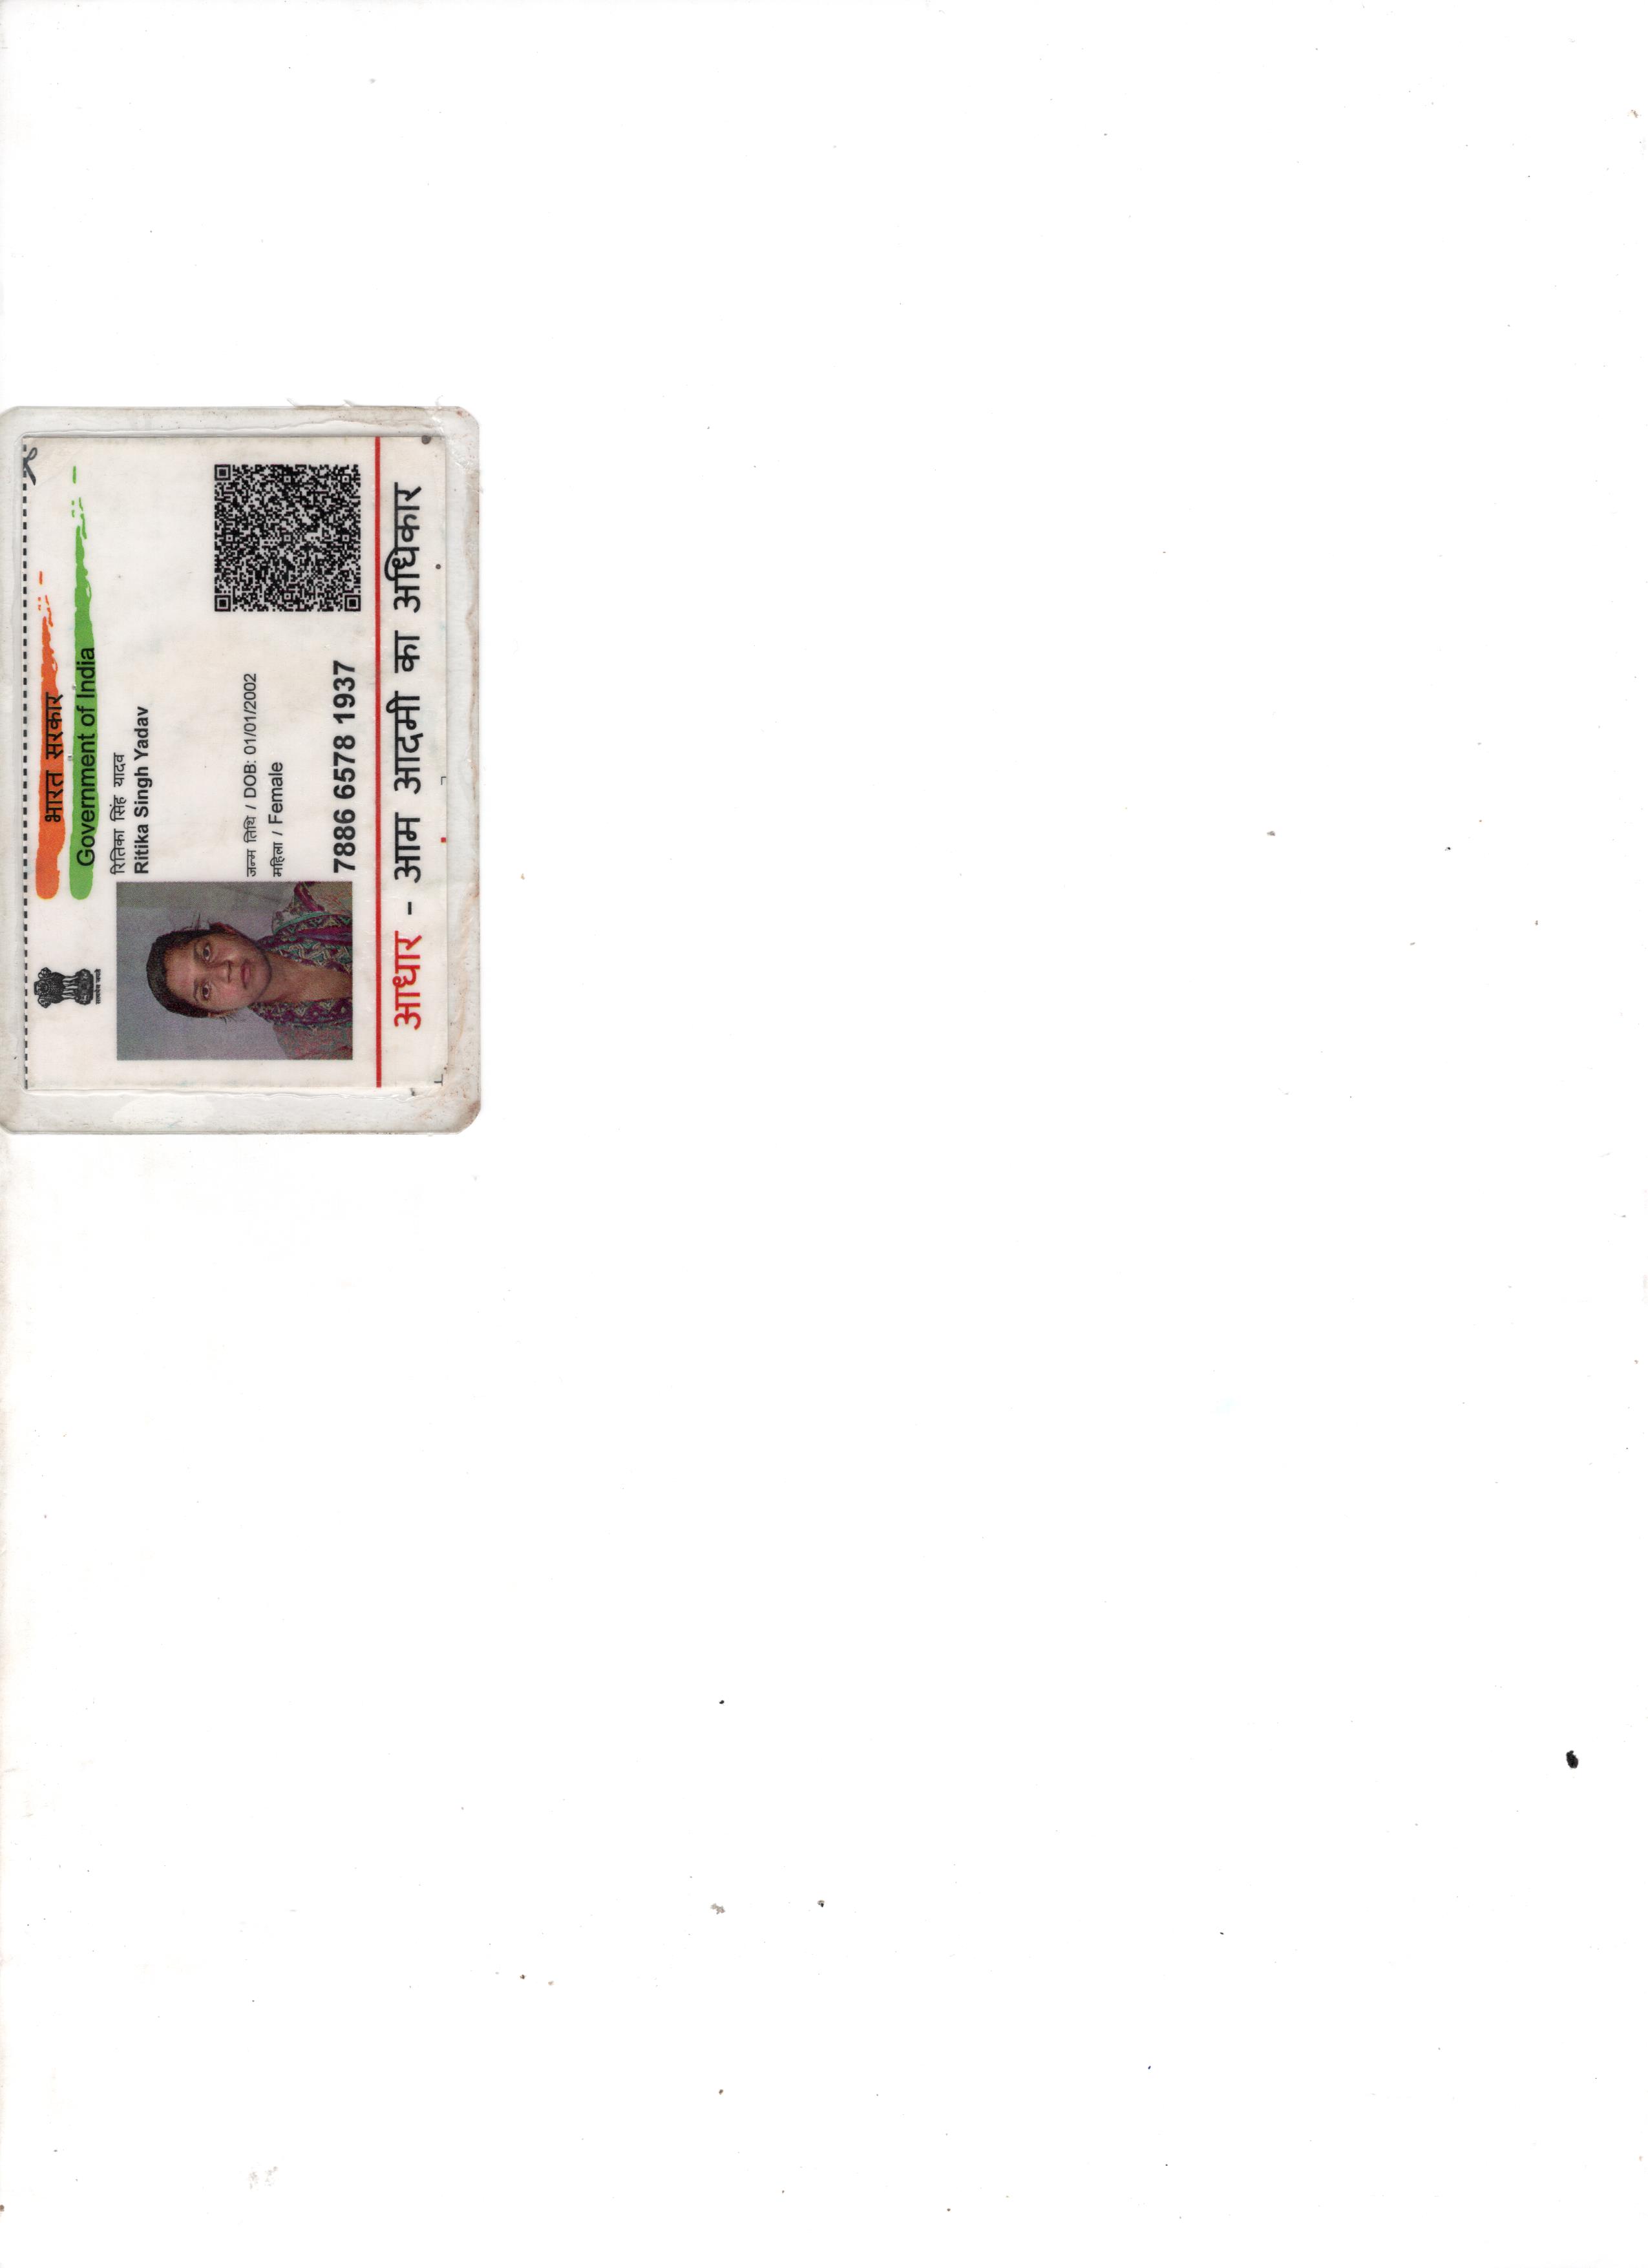 भारत सरकार
Government of India
रितिका सिंह यादव
Ritika Singh Yadav
जन्म तिथि / DOB: 01/01/2002
महिला / Female
7886 6578 1937
आधार - आम आदमी का अधिकार